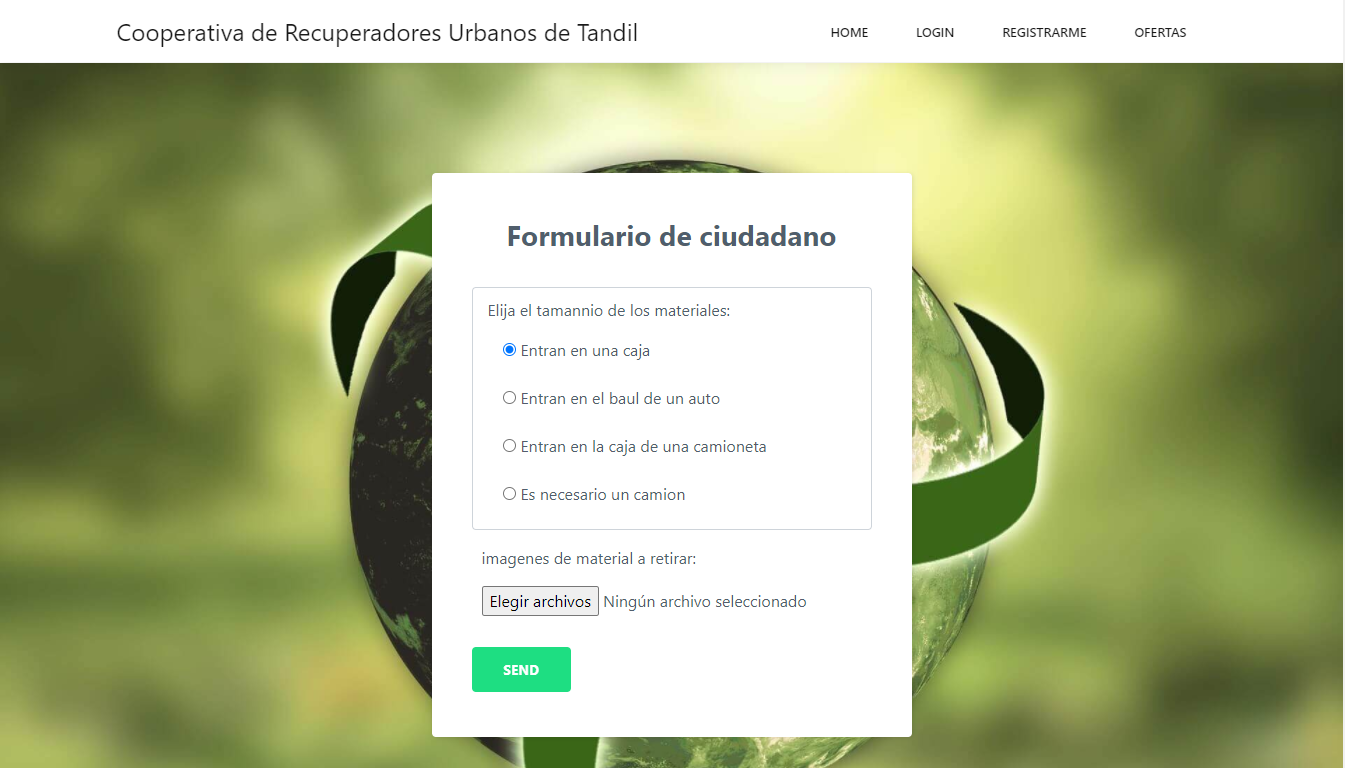 Cooperativa de Recuperadores Urbanos de Tandil HOME LOGIN REGISTRARME OFERTAS
Formulario de ciudadano
Elija el tamannio de los materiales:
Entran en una caja
Entran en el baul de un auto
Entran en la caja de una camioneta
Es necesario un camion
imagenes de material a retirar:
Elegir archivos Ningún archivo seleccionado
SEND